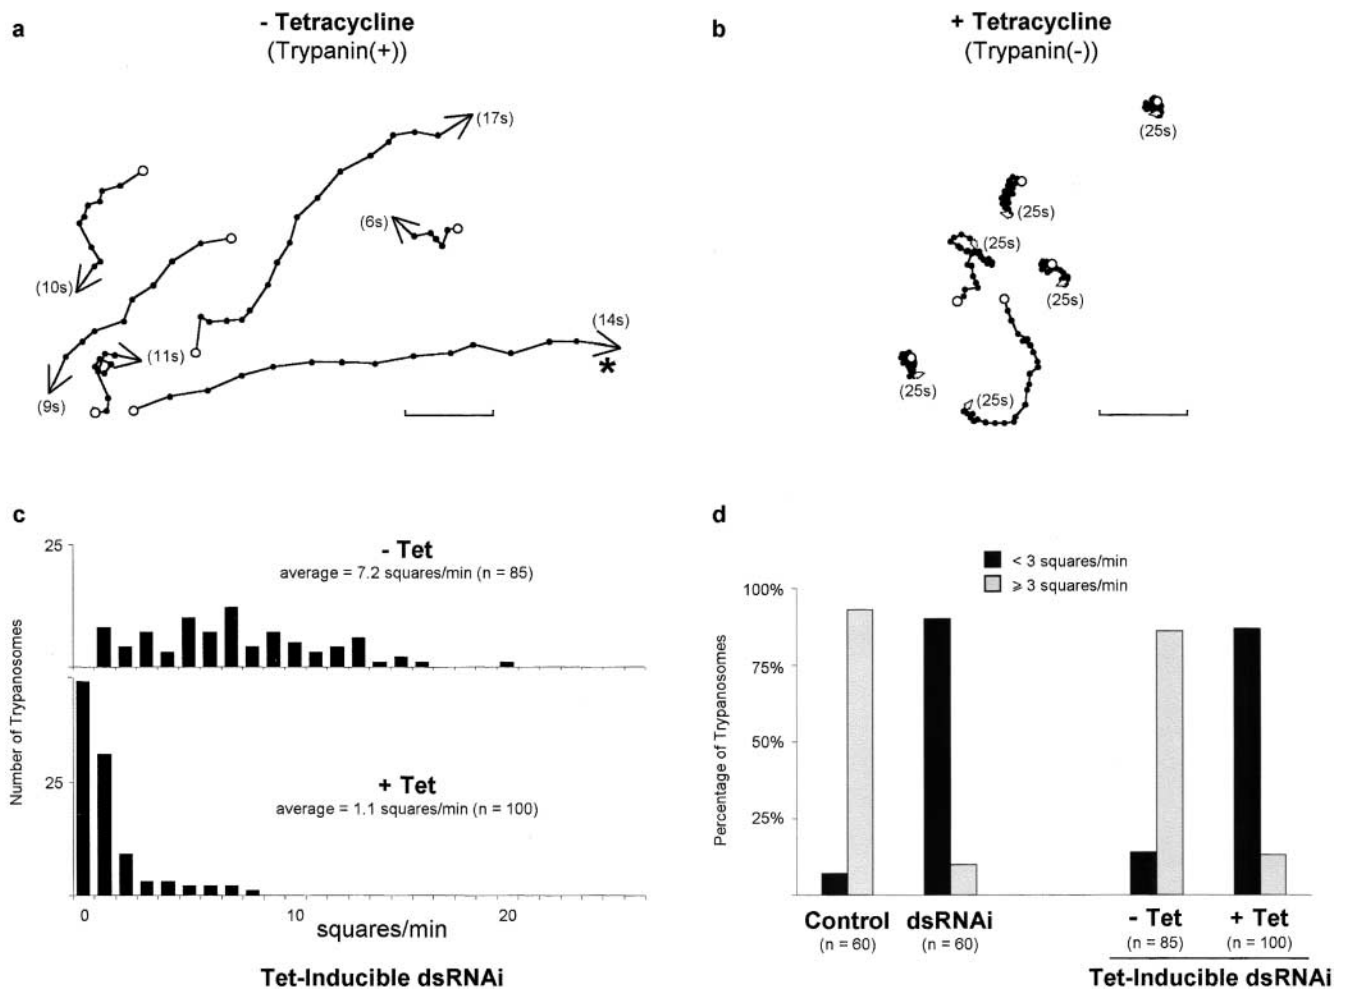 a
- Tetracycline
(Trypanin(+))
(17s)
(6s)
(10s)
(14s)
(11s)
*
(9s)
b
+ Tetracycline
(Trypanin(-))
(25s)
(25s)
(25s)
(25s)
(25s)
(25s)
c
25
- Tet
average = 7.2 squares/min (n = 85)
Number of Trypanosomes
25
+ Tet
average = 1.1 squares/min (n = 100)
0 10 20
squares/min
Tet-Inducible dsRNAi
d
< 3 squares/min
⩾ 3 squares/min
100%
75%
50%
25%
Percentage of Trypanosomes
Control dsRNAi - Tet + Tet
(n = 60) (n = 60) (n = 85) (n = 100)
Tet-Inducible dsRNAi